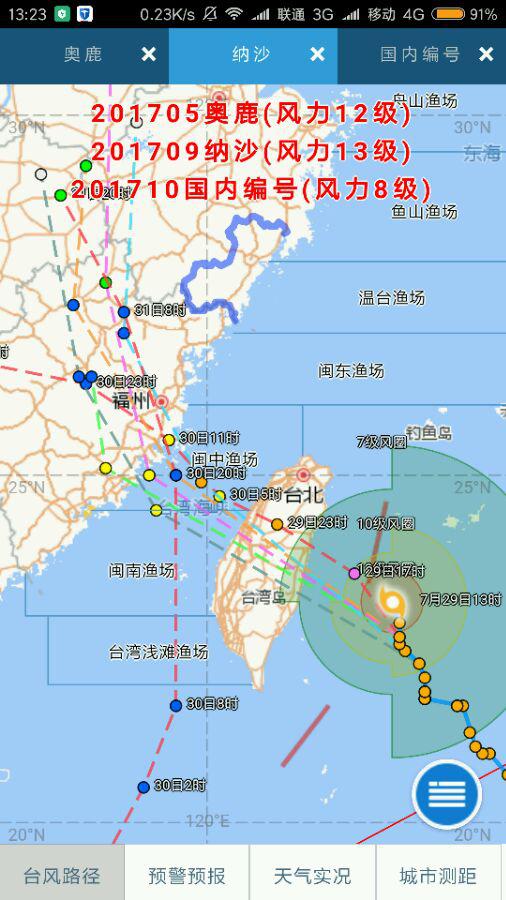 13:23 0.23K/s 联通 3G 移动 4G 91%
奥鹿 × 纳沙 × 国内编号 ×
舟山渔场
201705奥鹿(风力12级)
30°N 30°N
201709纳沙(风力13级)
东海
201710国内编号(风力8级)
鱼山渔场
温台渔场
31日8时
时
闽东渔场
30日23时
福州
钓鱼岛
30日11时
7级风圈
闽中渔场
30日20时
25°N 25°N
30日5时
台北
台湾海峡
29日23时
10级风圈
闽南渔场
29日17时
台湾岛
7月29日13时
台湾浅滩渔场
30日8时
30日2时
120°E
20°N 20°N
台风路径 预警预报 天气实况 城市测距